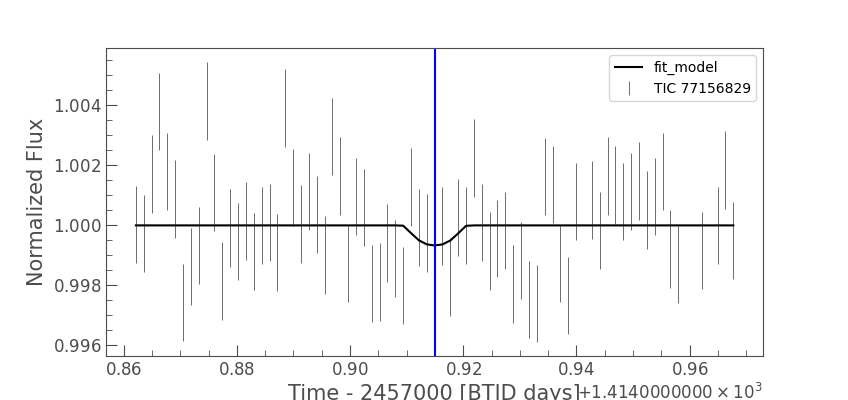 fit_model
TIC 77156829
Normalized Flux
1.004
1.002
1.000
0.998
0.996
0.86
0.88
0.90
0.92
0.94
0.96
Time - 2457000 [BTJD days]
+1.4140000000 × 10³